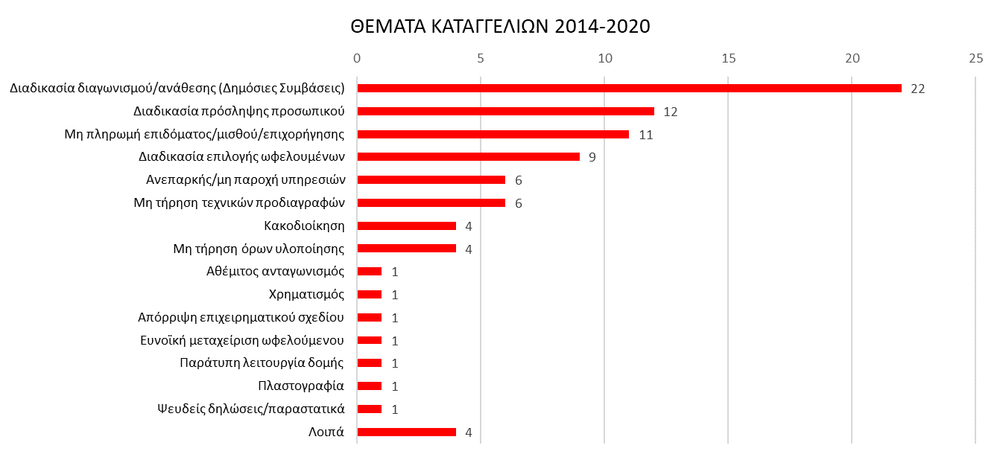 ΘΕΜΑΤΑ ΚΑΤΑΓΓΕΛΙΩΝ 2014-2020
0 5 10 15 20 25
Διαδικασία διαγωνισμού/ανάθεσης (Δημόσιες Συμβάσεις) 22
Διαδικασία πρόσληψης προσωπικού 12
Μη πληρωμή επιδόματος/μισθού/επιχορήγησης 11
Διαδικασία επιλογής ωφελουμένων 9
Ανεπαρκής/μη παροχή υπηρεσιών 6
Μη τήρηση τεχνικών προδιαγραφών 6
Κακοδιοίκηση 4
Μη τήρηση όρων υλοποίησης 4
Αθέμιτος ανταγωνισμός 1
Χρηματισμός 1
Απόρριψη επιχειρηματικού σχεδίου 1
Ευνοϊκή μεταχείριση ωφελούμενου 1
Παράτυπη λειτουργία δομής 1
Πλαστογραφία 1
Ψευδείς δηλώσεις/παραστατικά 1
Λοιπά 4